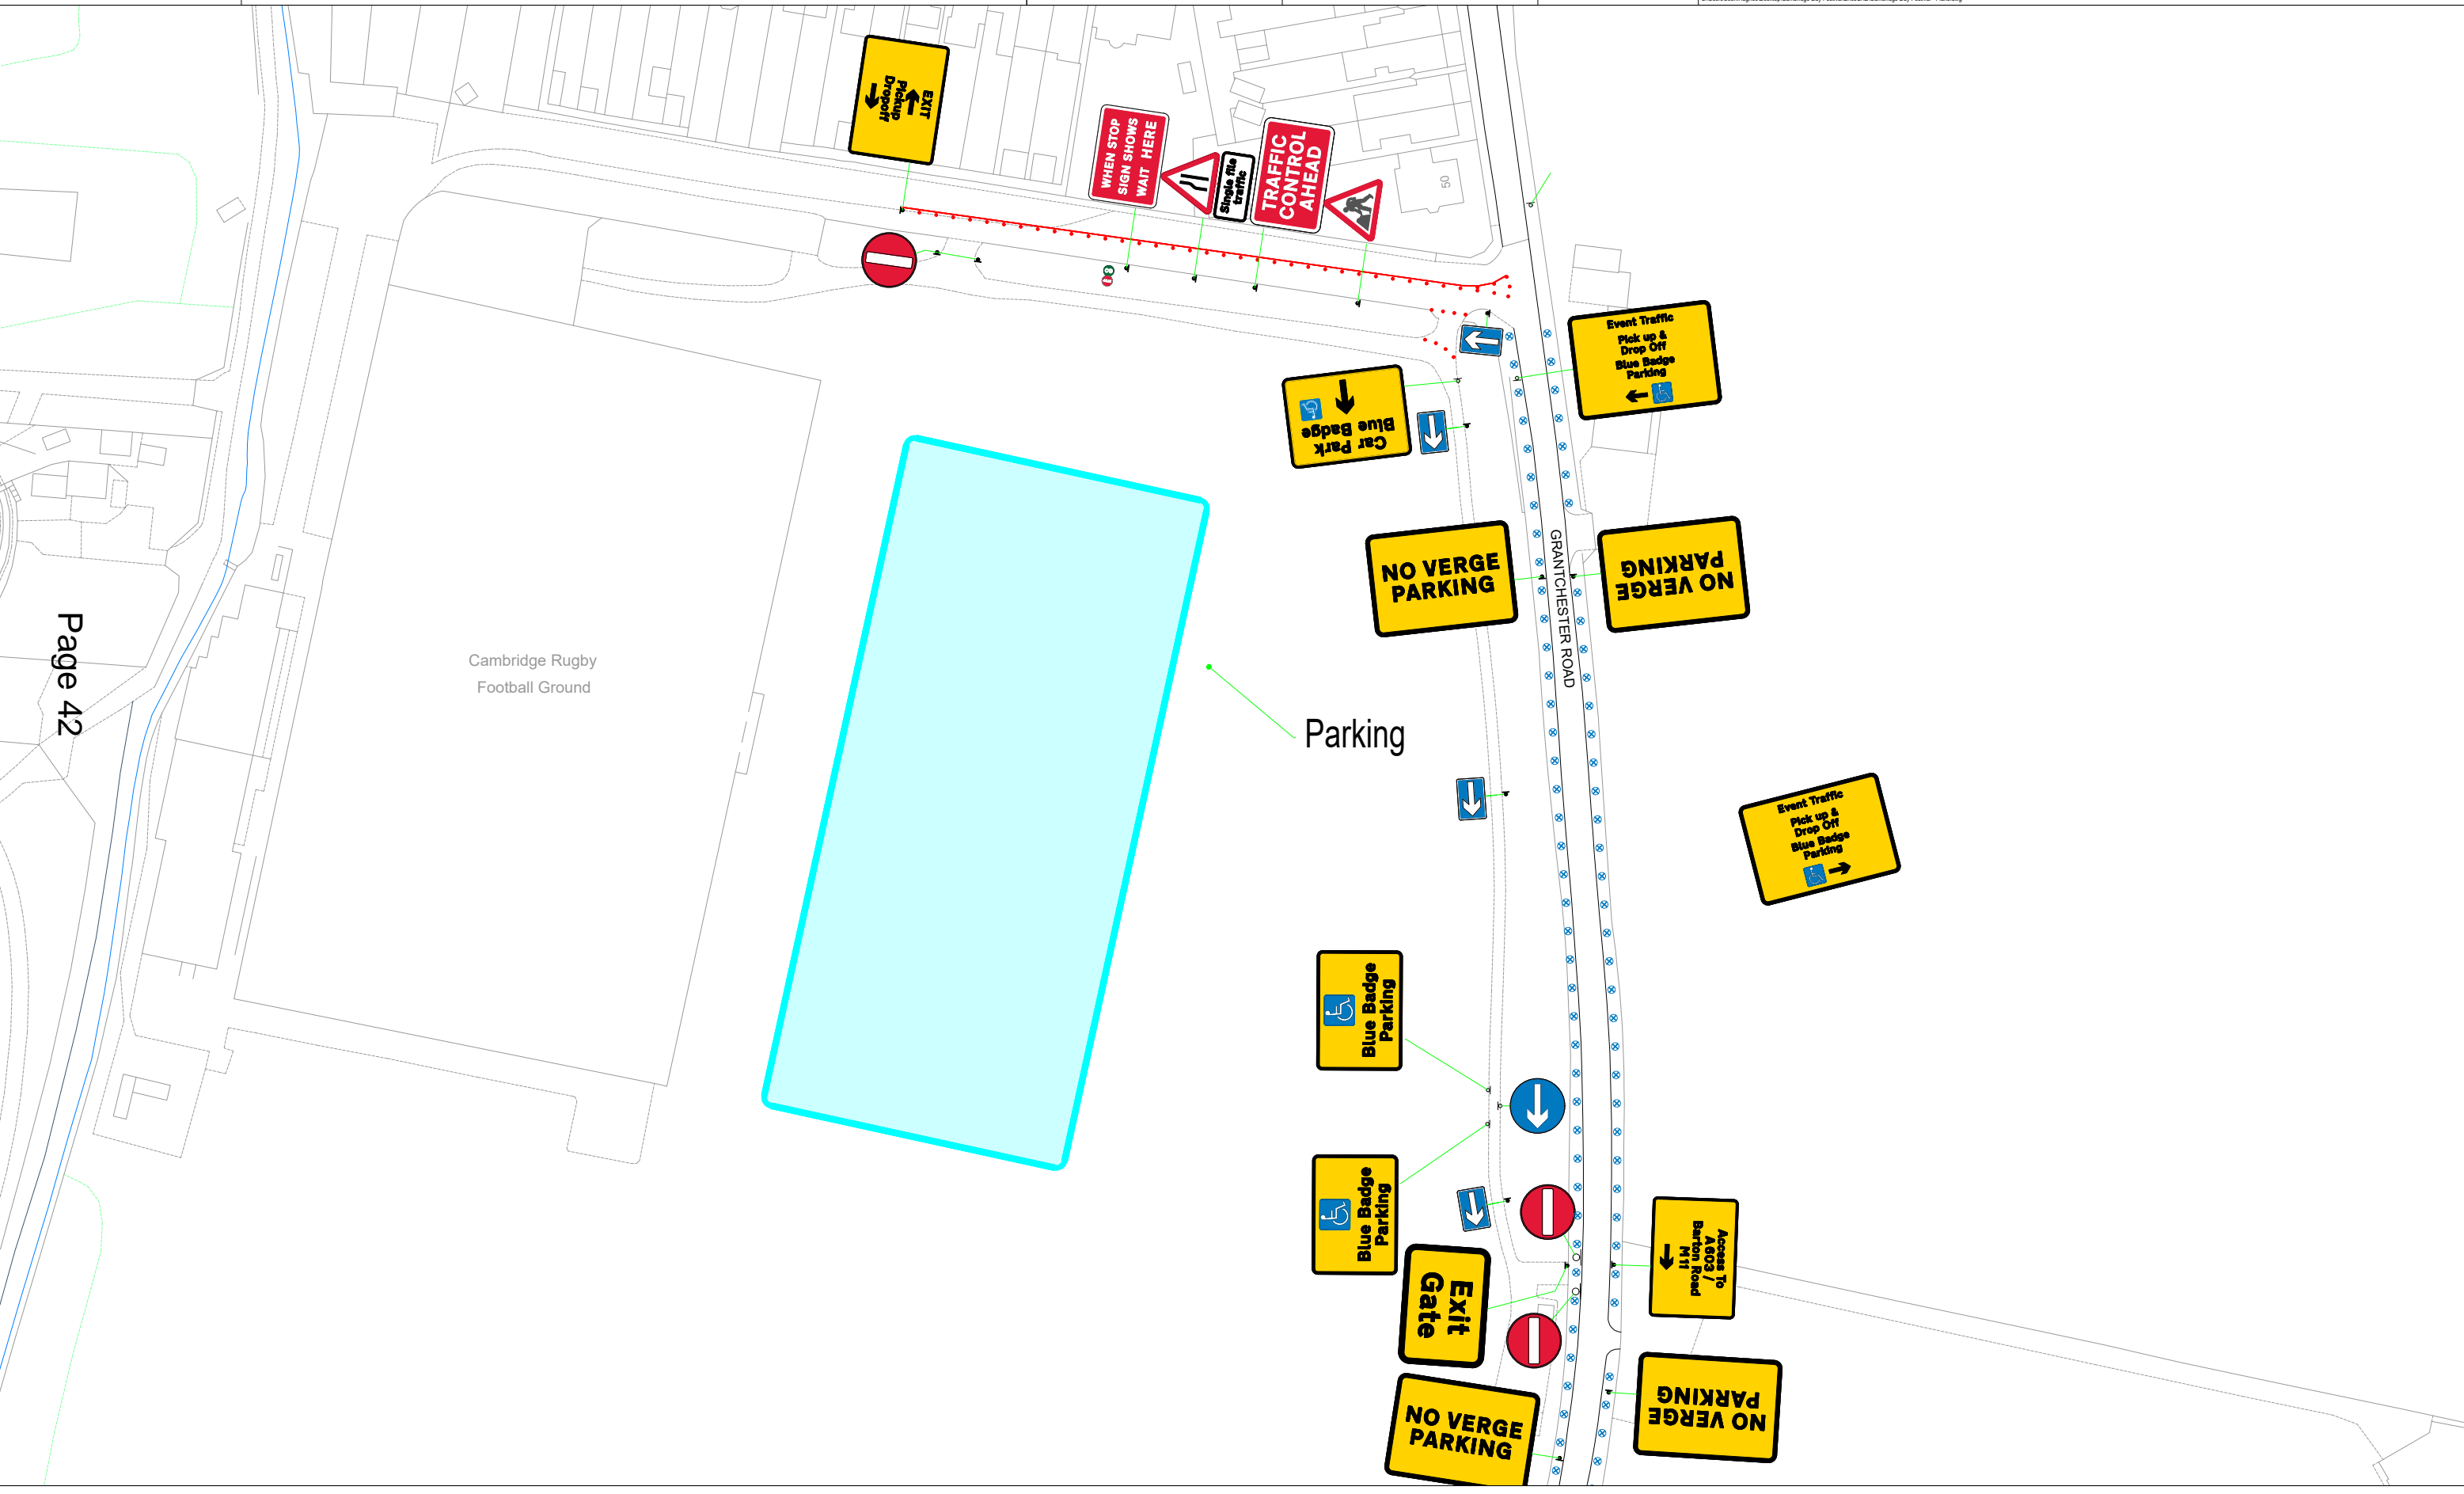 EXIT
Pickup
Dropoff
WHEN STOP
SIGN SHOWS
WAIT HERE
Single file
traffic
TRAFFIC
CONTROL
AHEAD
50
Event Traffic
Pick up &
Drop Off
Blue Badge
Parking
Car Park
Blue Badge
NO VERGE
PARKING
GRANTCHESTER ROAD
NO VERGE
PARKING
Page 42
Cambridge Rugby
Football Ground
Parking
Event Traffic
Pick up &
Drop Off
Blue Badge
Parking
Blue Badge
Parking
Blue Badge
Parking
Exit
Gate
Access To
A603 /
Barton Road
M11
NO VERGE
PARKING
NO VERGE
PARKING